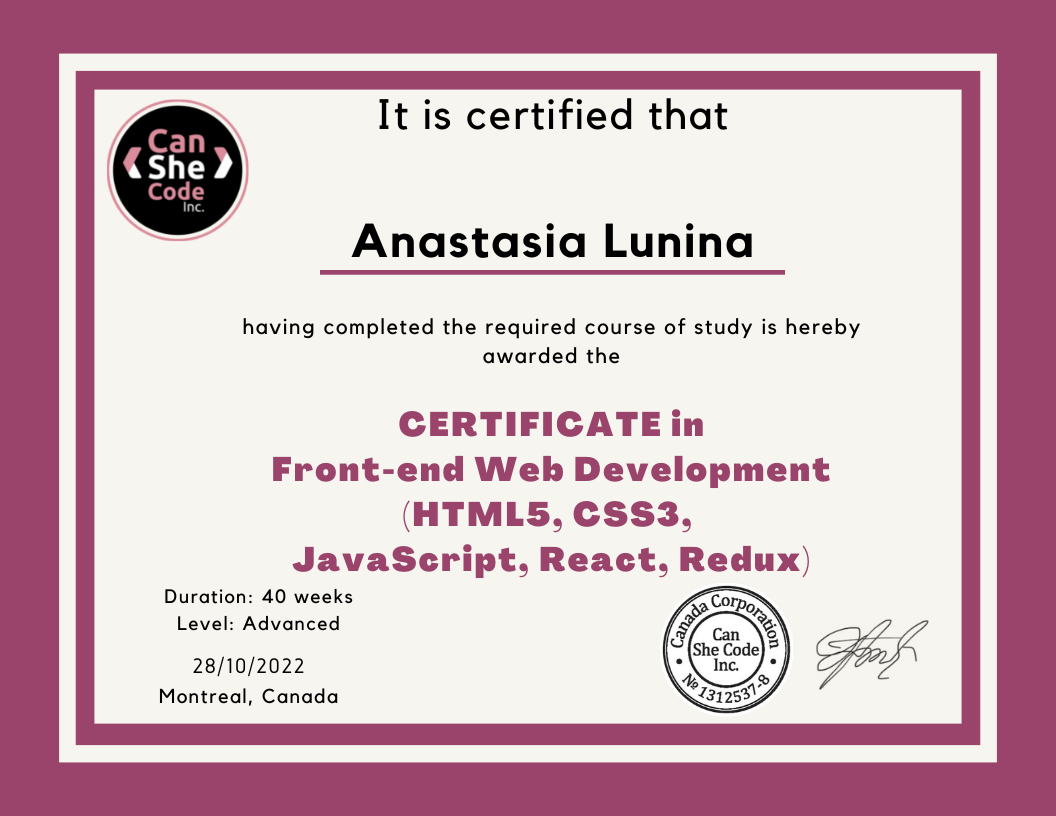 Can
She
Code
Inc.
It is certified that
Anastasia Lunina
having completed the required course of study is hereby
awarded the
CERTIFICATE in
Front-end Web Development
(HTML5, CSS3,
JavaScript, React, Redux)
Duration: 40 weeks
Level: Advanced
28/10/2022
Montreal, Canada
Canada Corporation
Can
She Code
Inc.
№ 1312537-8